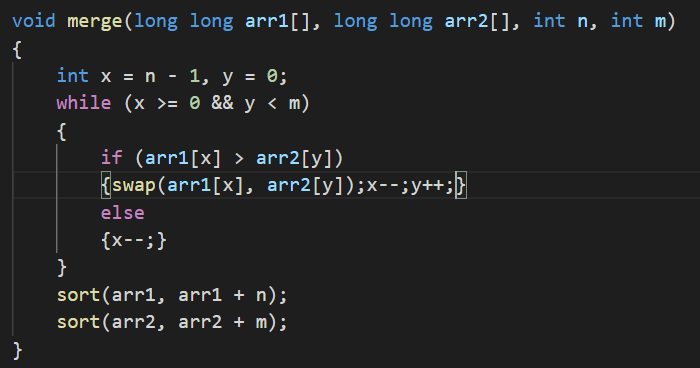 void merge(long long arr1[], long long arr2[], int n, int m)
{
    int x = n - 1, y = 0;
    while (x >= 0 && y < m)
    {
        if (arr1[x] > arr2[y])
        {swap(arr1[x], arr2[y]);x--;y++;}
        else
        {x--;}
    }
    sort(arr1, arr1 + n);
    sort(arr2, arr2 + m);
}